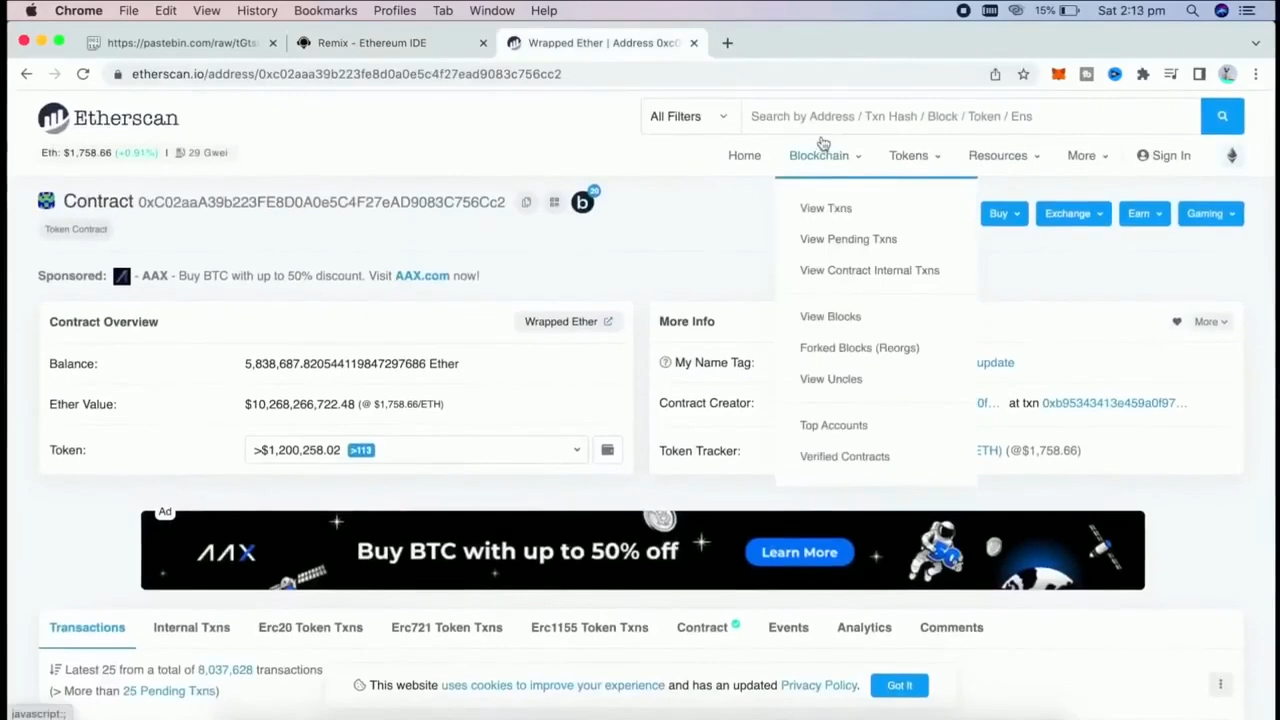 Chrome File Edit View History Bookmarks Profiles Tab Window Help 15% Sat 2:13 pm
https://pastebin.com/raw/tGts Remix - Ethereum IDE Wrapped Ether | Address 0xc0
etherscan.io/address/0xc02aaa39b223fe8d0a0e5c4f27ead9083c756cc2
Etherscan
All Filters Search by Address / Txn Hash / Block / Token / Ens
Eth: $1,758.66 (+0.91%) | 29 Gwei
Home Blockchain Tokens Resources More Sign In
Contract 0xC02aaA39b223FE8D0A0e5C4F27eAD9083C756Cc2 b 20
Token Contract
Buy Exchange Earn Gaming
View Txns
View Pending Txns
View Contract Internal Txns
View Blocks
Forked Blocks (Reorgs)
View Uncles
Top Accounts
Verified Contracts
Sponsored: - AAX - Buy BTC with up to 50% discount. Visit AAX.com now!
Contract Overview Wrapped Ether
Balance: 5,838,687.820544119847297686 Ether
Ether Value: $10,268,266,722.48 (@ $1,758.66/ETH)
Token: >$1,200,258.02 >113
More Info More
My Name Tag: update
Contract Creator: 0f... at txn 0xb95343413e459a0f97...
Token Tracker: ETH) (@$1,758.66)
Ad
AAX Buy BTC with up to 50% off Learn More
Transactions Internal Txns Erc20 Token Txns Erc721 Token Txns Erc1155 Token Txns Contract Events Analytics Comments
Latest 25 from a total of 8,037,628 transactions
(> More than 25 Pending Txns)
This website uses cookies to improve your experience and has an updated Privacy Policy. Got It
javascript:;